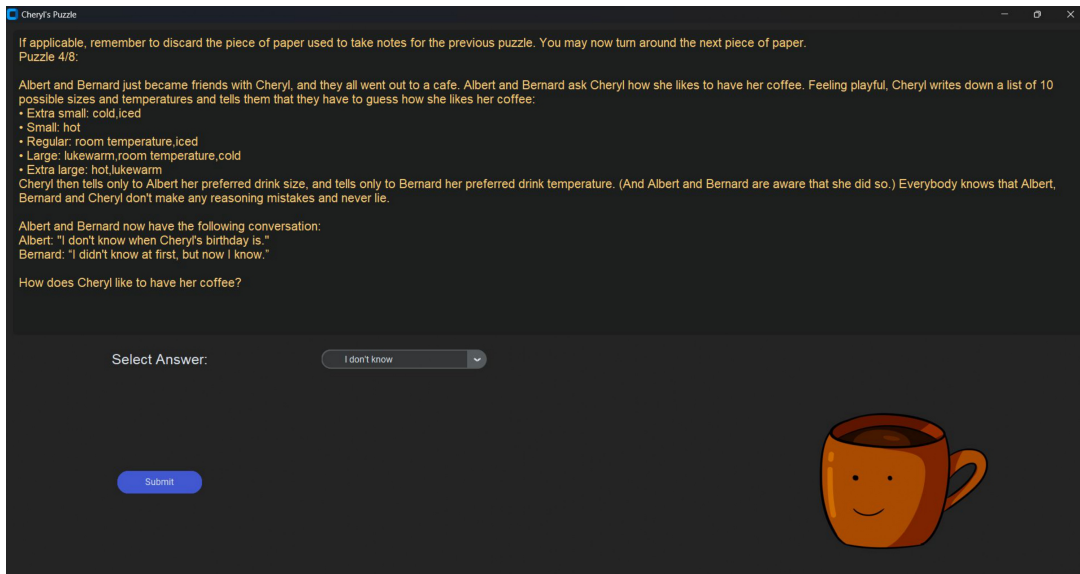 Cheryl's Puzzle
If applicable, remember to discard the piece of paper used to take notes for the previous puzzle. You may now turn around the next piece of paper.
Puzzle 4/8:
Albert and Bernard just became friends with Cheryl, and they all went out to a cafe. Albert and Bernard ask Cheryl how she likes to have her coffee. Feeling playful, Cheryl writes down a list of 10
possible sizes and temperatures and tells them that they have to guess how she likes her coffee:
• Extra small: cold,iced
• Small: hot
• Regular: room temperature,iced
• Large: lukewarm,room temperature,cold
• Extra large: hot,lukewarm
Cheryl then tells only to Albert her preferred drink size, and tells only to Bernard her preferred drink temperature. (And Albert and Bernard are aware that she did so.) Everybody knows that Albert,
Bernard and Cheryl don't make any reasoning mistakes and never lie.
Albert and Bernard now have the following conversation:
Albert: "I don't know when Cheryl's birthday is."
Bernard: "I didn't know at first, but now I know."
How does Cheryl like to have her coffee?
Select Answer:
I don't know
Submit